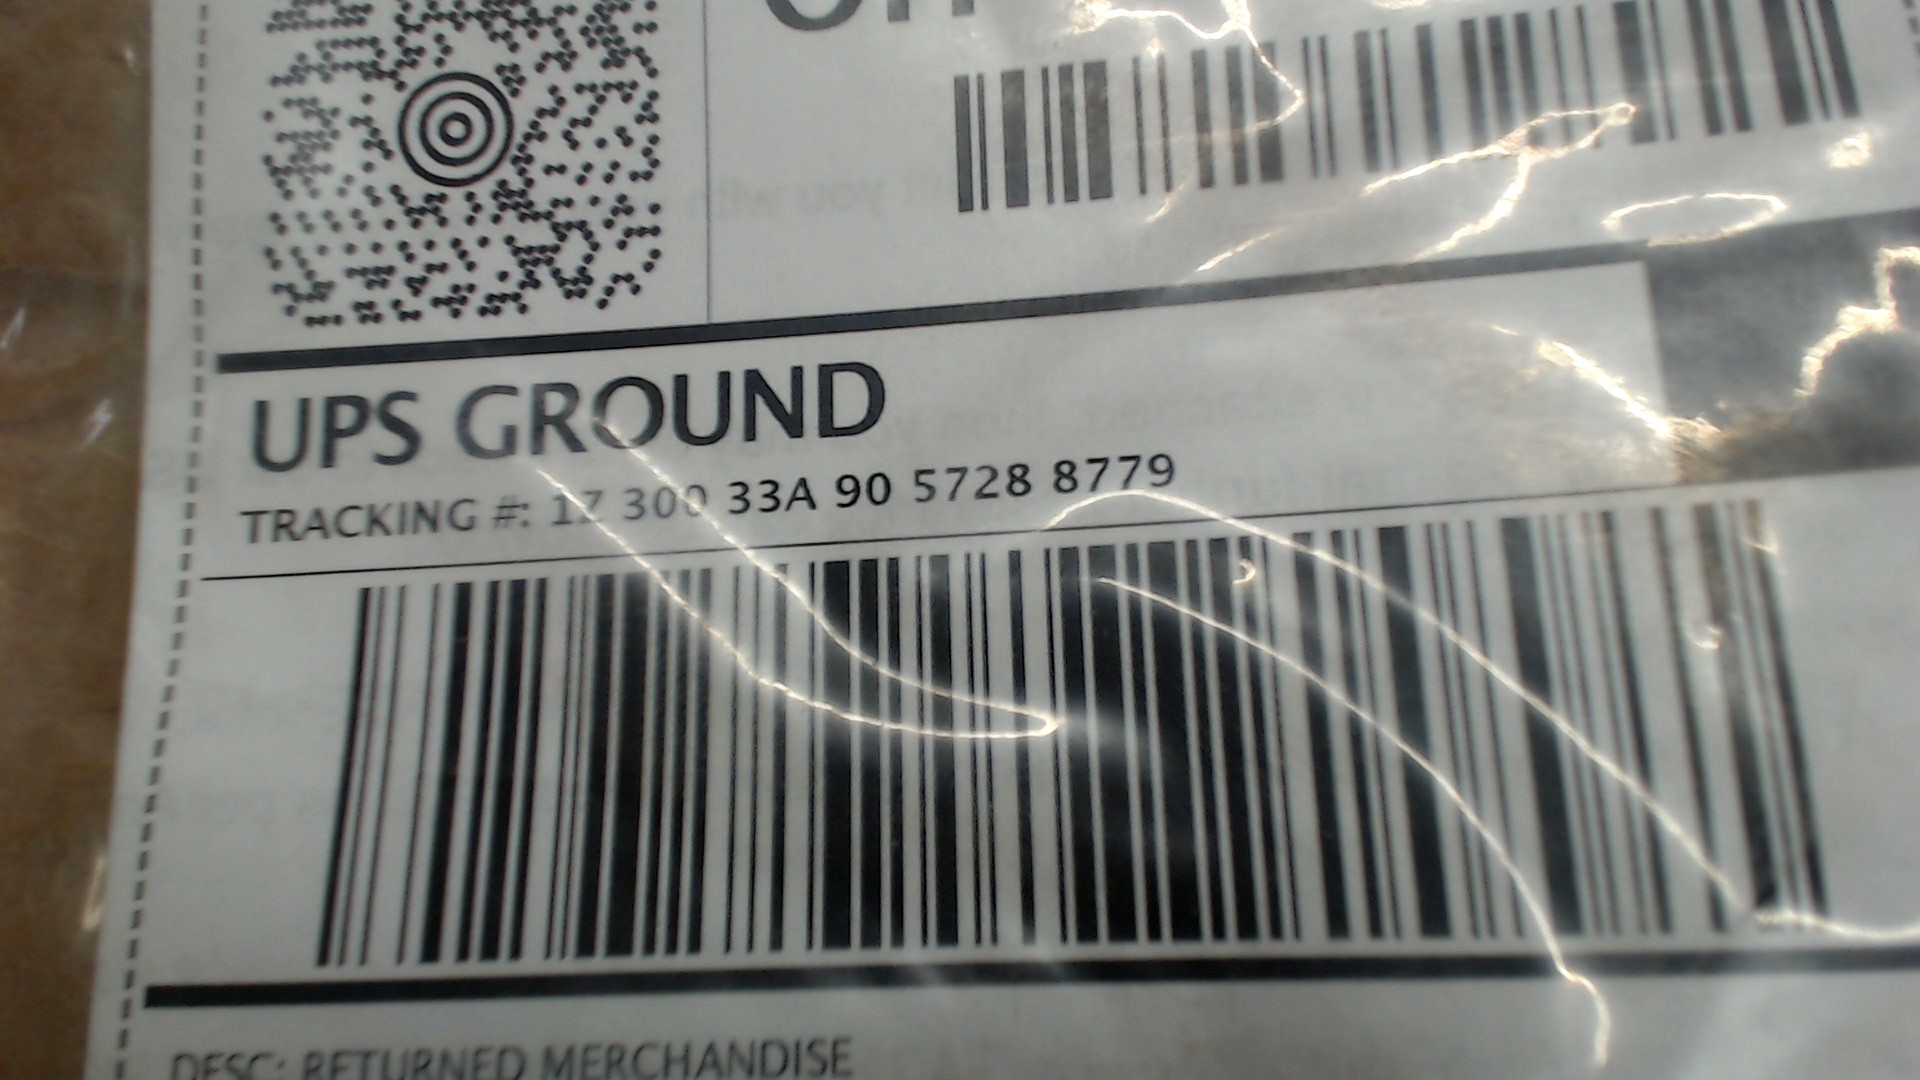 UPS GROUND
TRACKING #: 1Z 300 33A 90 5728 8779
DESC: RETURNED MERCHANDISE